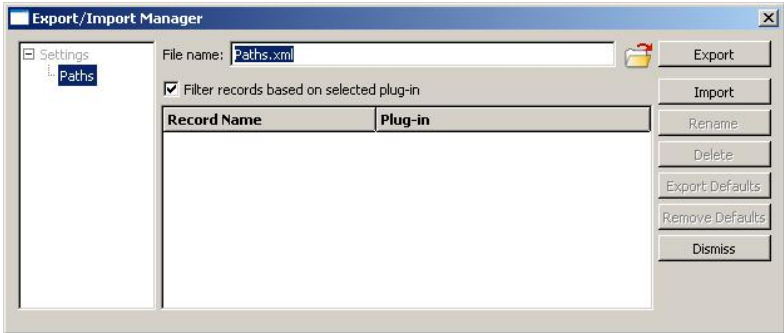 Export/Import Manager
Settings
Paths
File name: Paths.xml
Filter records based on selected plug-in
Record Name Plug-in
Export
Import
Rename
Delete
Export Defaults
Remove Defaults
Dismiss